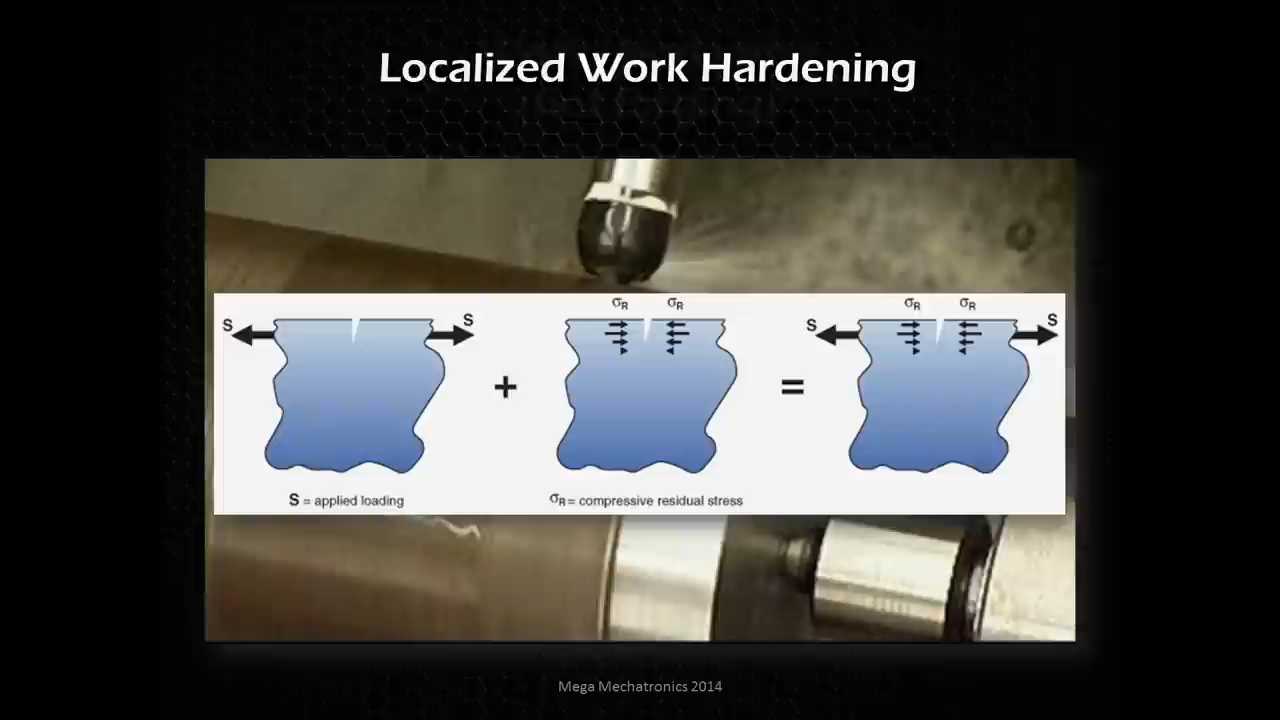 Localized Work Hardening
σR σR σR σR
S S S S
+ =
S = applied loading
σR = compressive residual stress
Mega Mechatronics 2014